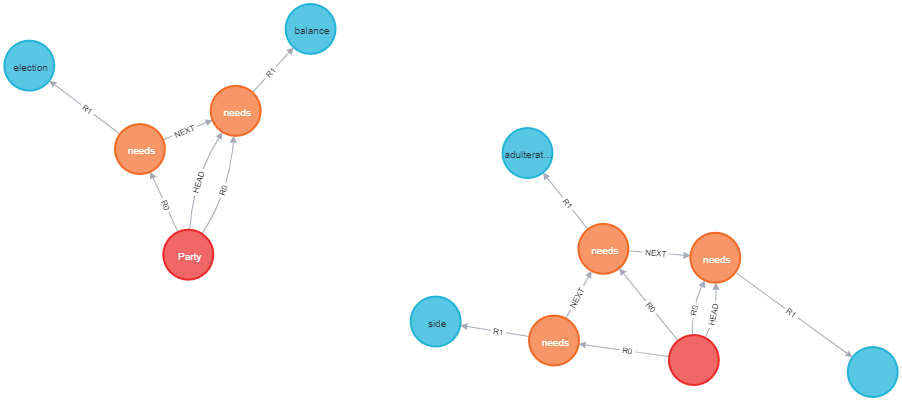 balance
election
R1
R1
needs
NEXT
needs
HEAD
R0
R0
Party
adulterat...
R1
needs
NEXT
needs
R1
NEXT
R0
R0
HEAD
side
R1
needs
R0